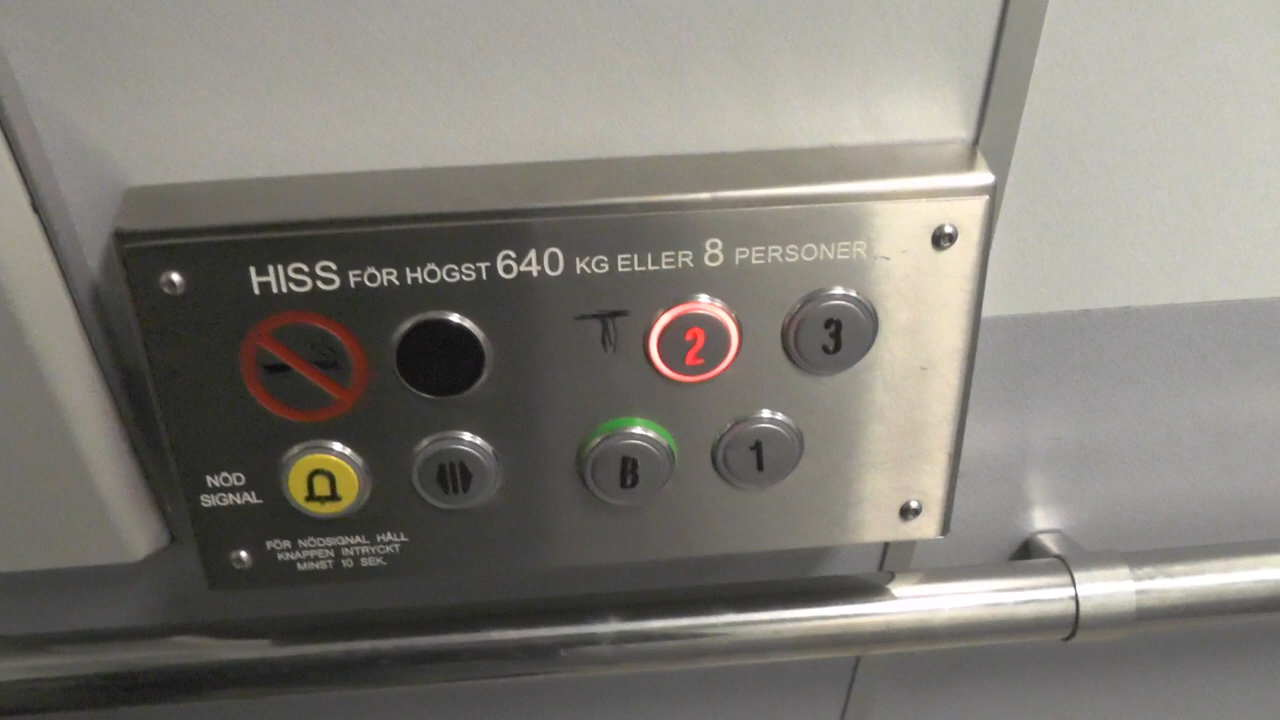 HISS FÖR HÖGST 640 KG ELLER 8 PERSONER
2 3
B 1
NÖD
SIGNAL
FÖR NÖDSIGNAL HÅLL
KNAPPEN INTRYCKT
MINST 10 SEK.